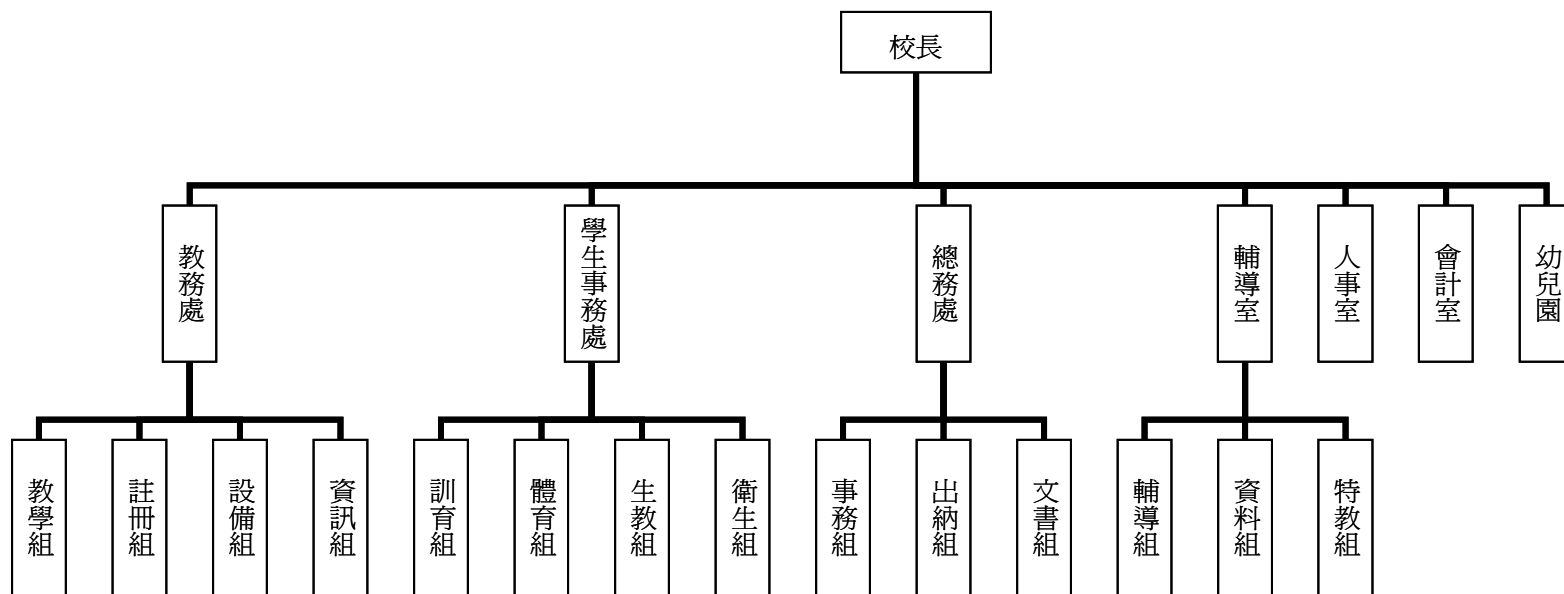 校長
教務處
學生事務處
總務處
輔導室
人事室
會計室
幼兒園
教學組
註冊組
設備組
資訊組
訓育組
體育組
生教組
衛生組
事務組
出納組
文書組
輔導組
資料組
特教組